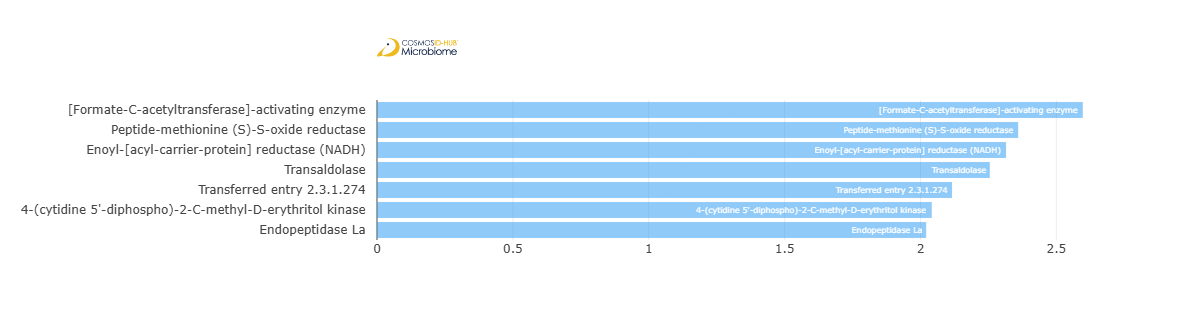 COSMOSID-HUB
Microbiome
[Formate-C-acetyltransferase]-activating enzyme [Formate-C-acetyltransferase]-activating enzyme
Peptide-methionine (S)-S-oxide reductase Peptide-methionine (S)-S-oxide reductase
Enoyl-[acyl-carrier-protein] reductase (NADH) Enoyl-[acyl-carrier-protein] reductase (NADH)
Transaldolase Transaldolase
Transferred entry 2.3.1.274 Transferred entry 2.3.1.274
4-(cytidine 5'-diphospho)-2-C-methyl-D-erythritol kinase 4-(cytidine 5'-diphospho)-2-C-methyl-D-erythritol kinase
Endopeptidase La Endopeptidase La
0 0.5 1 1.5 2 2.5